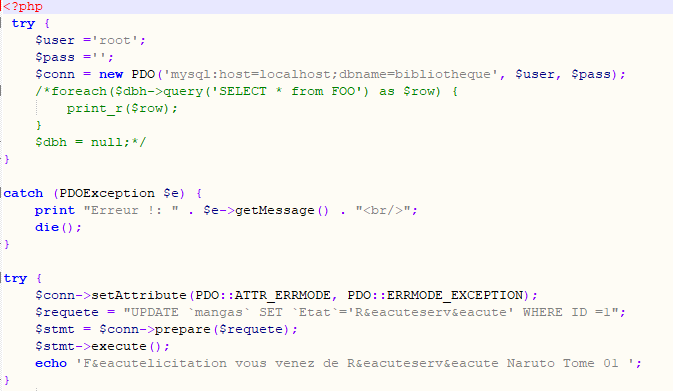 <?php
try {
$user ='root';
$pass ='';
$conn = new PDO('mysql:host=localhost;dbname=bibliotheque', $user, $pass);
/*foreach($dbh->query('SELECT * from FOO') as $row) {
print_r($row);
}
$dbh = null;*/
}
catch (PDOException $e) {
print "Erreur !: " . $e->getMessage() . "<br/>";
die();
}
try {
$conn->setAttribute(PDO::ATTR_ERRMODE, PDO::ERRMODE_EXCEPTION);
$requete = "UPDATE `mangas` SET `Etat`='R&eacuteserv&eacute' WHERE ID =1";
$stmt = $conn->prepare($requete);
$stmt->execute();
echo 'F&eacutelicitation vous venez de R&eacuteserv&eacute Naruto Tome 01 ';
}